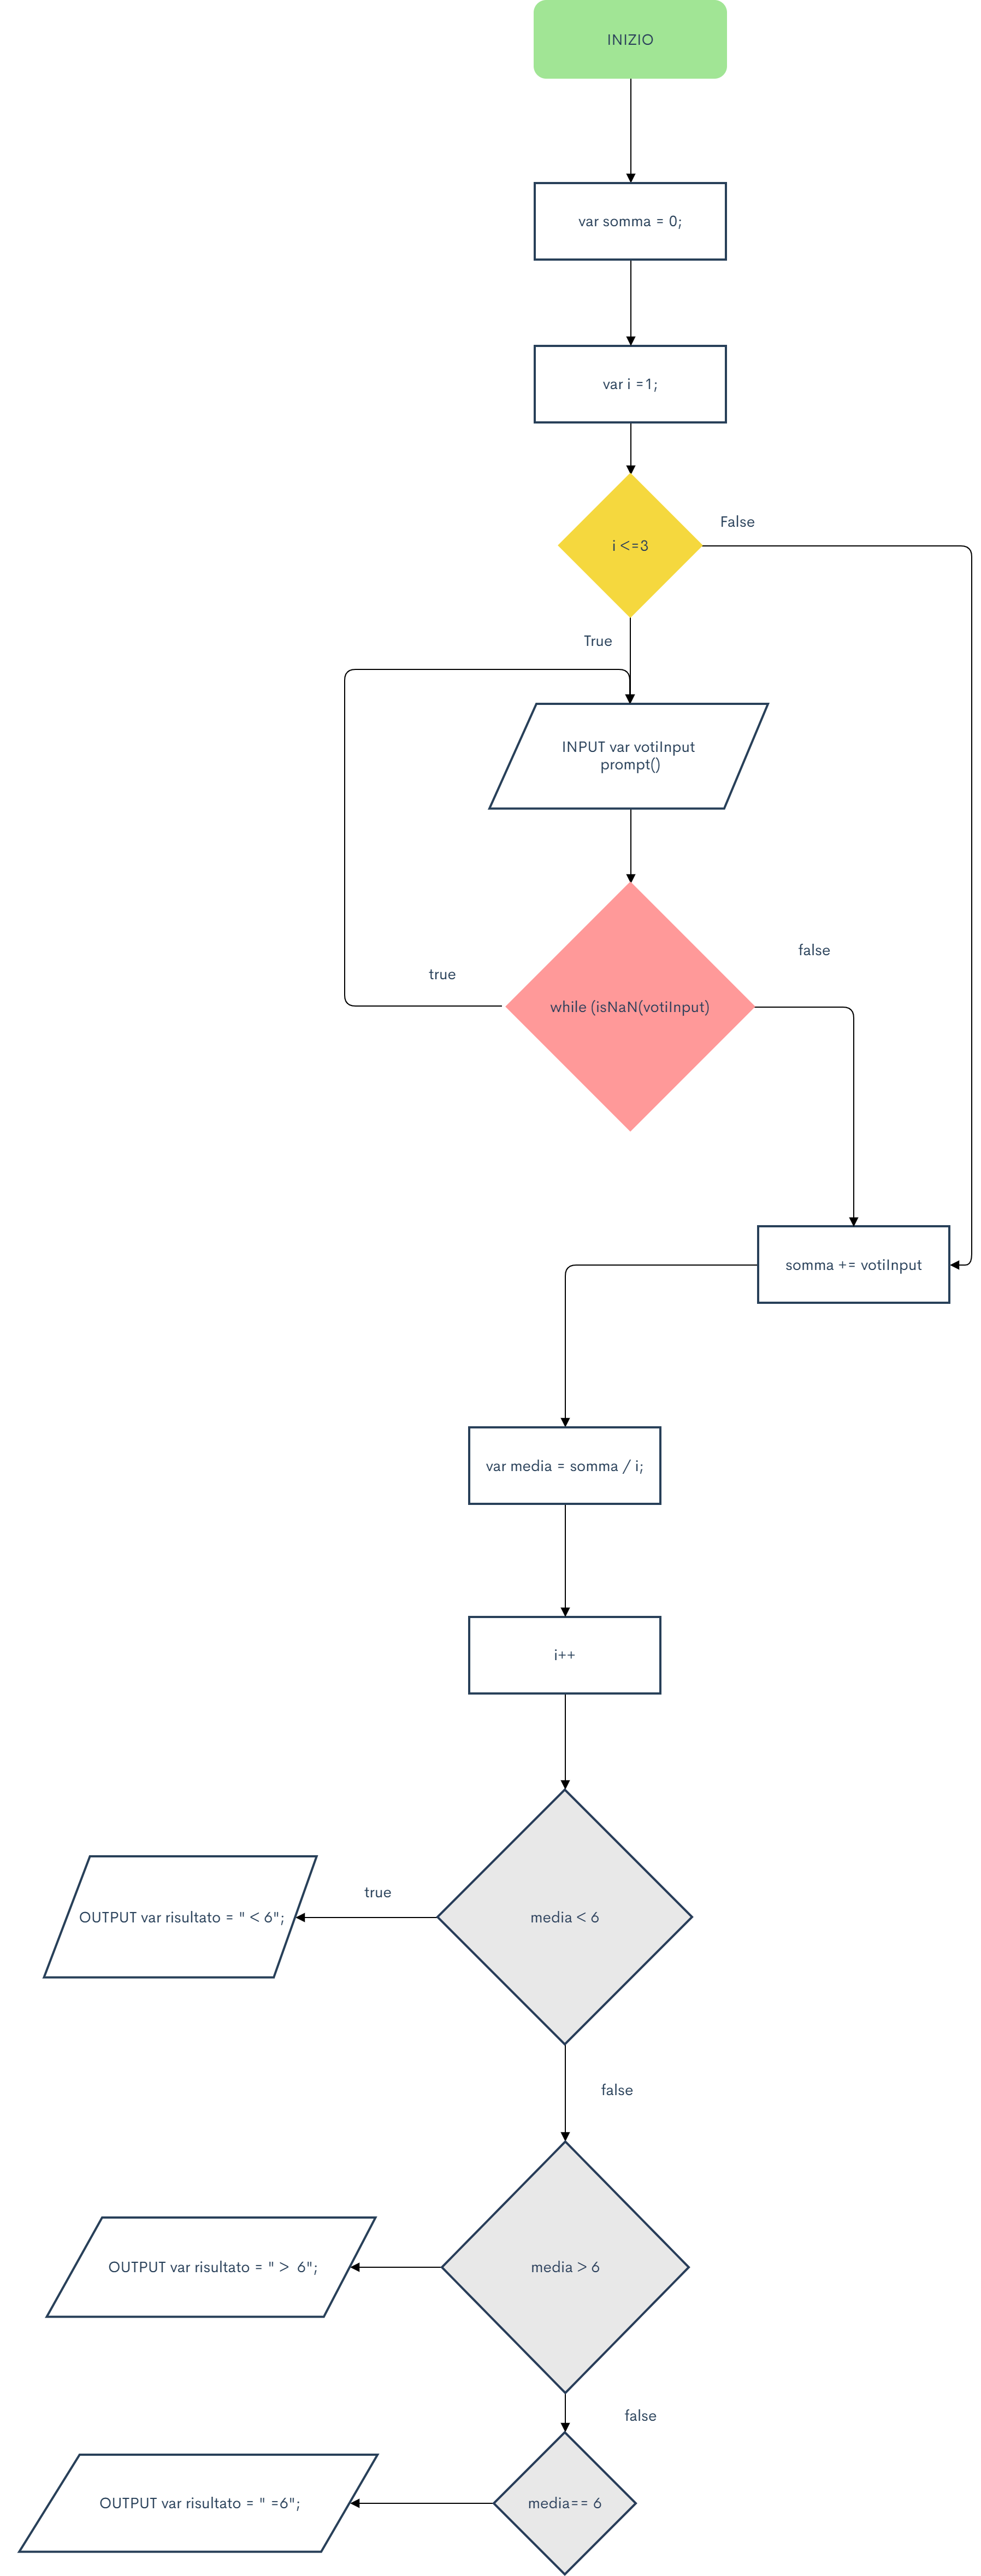 INIZIO
var somma = 0;
var i =1;
i <=3
False
True
INPUT var votiInput
prompt()
while (isNaN(votiInput)
true
false
somma += votiInput
var media = somma / i;
i++
media < 6
true
OUTPUT var risultato = " < 6";
false
media > 6
OUTPUT var risultato = " >  6";
false
media== 6
OUTPUT var risultato = " =6";